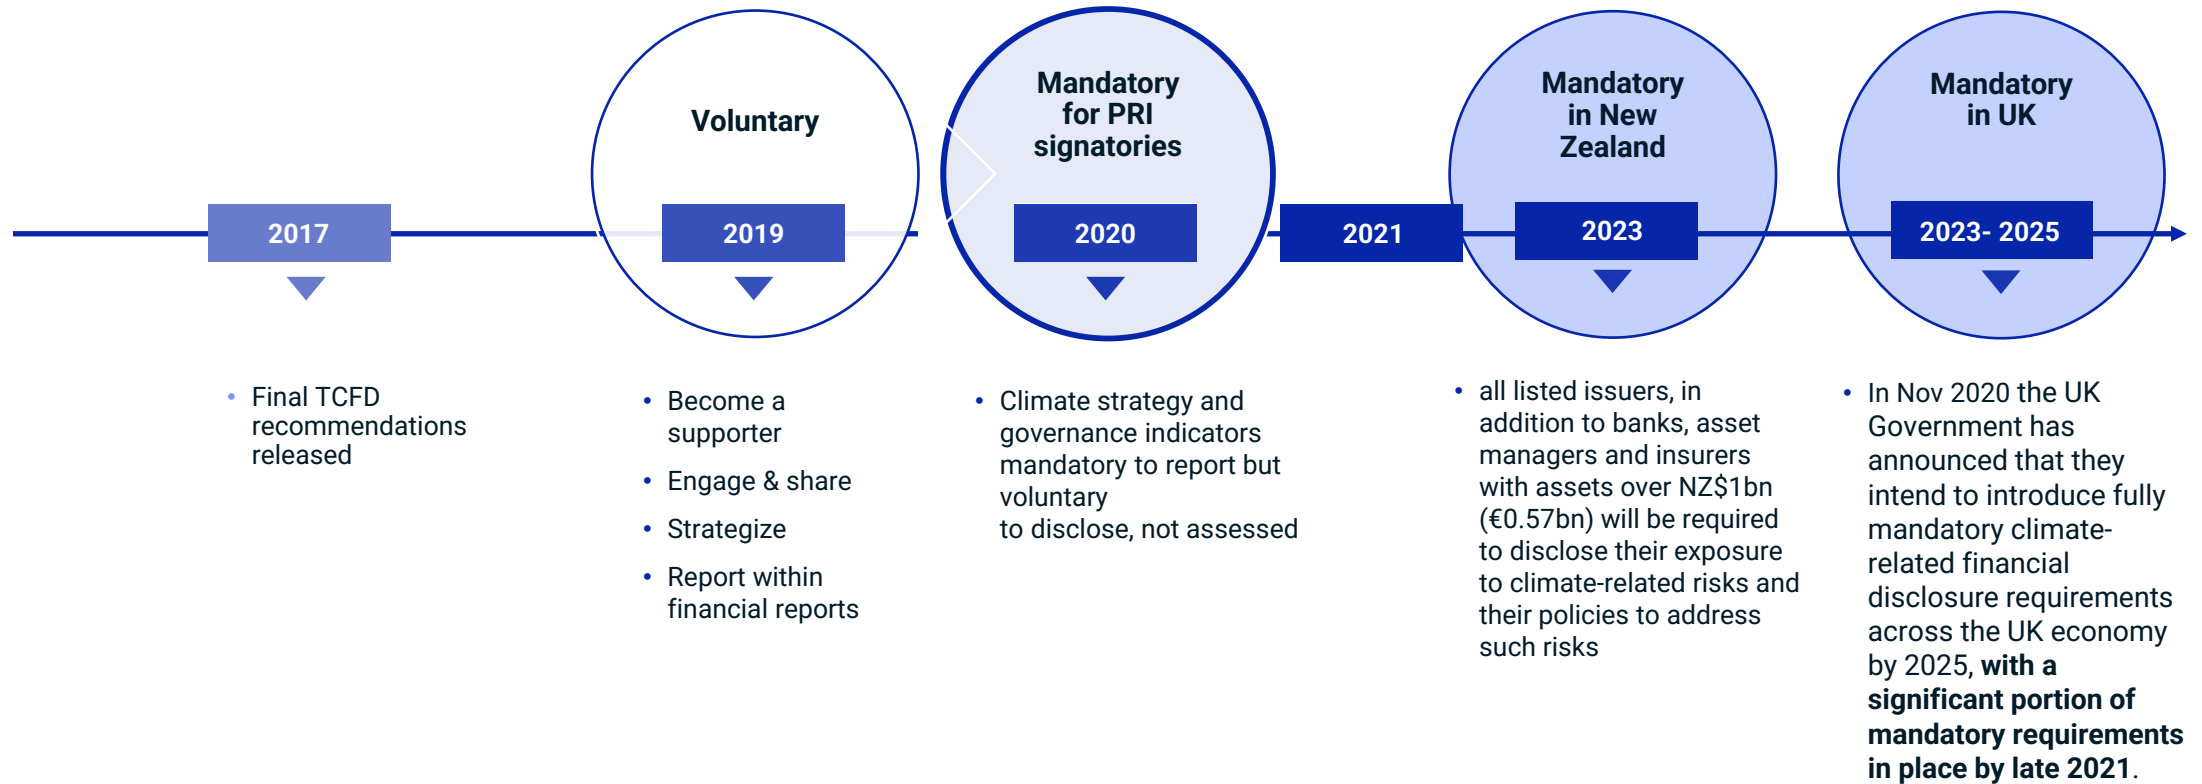 Voluntary
Mandatory
for PRI
signatories
Mandatory
in New
Zealand
Mandatory
in UK
2017
2019
2020
2021
2023
2023- 2025
• Final TCFD
recommendations
released
• Become a
supporter
• Engage & share
• Strategize
• Report within
financial reports
• Climate strategy and
governance indicators
mandatory to report but
voluntary
to disclose, not assessed
• all listed issuers, in
addition to banks, asset
managers and insurers
with assets over NZ$1bn
(€0.57bn) will be required
to disclose their exposure
to climate-related risks and
their policies to address
such risks
• In Nov 2020 the UK
Government has
announced that they
intend to introduce fully
mandatory climate-
related financial
disclosure requirements
across the UK economy
by 2025, with a
significant portion of
mandatory requirements
in place by late 2021.